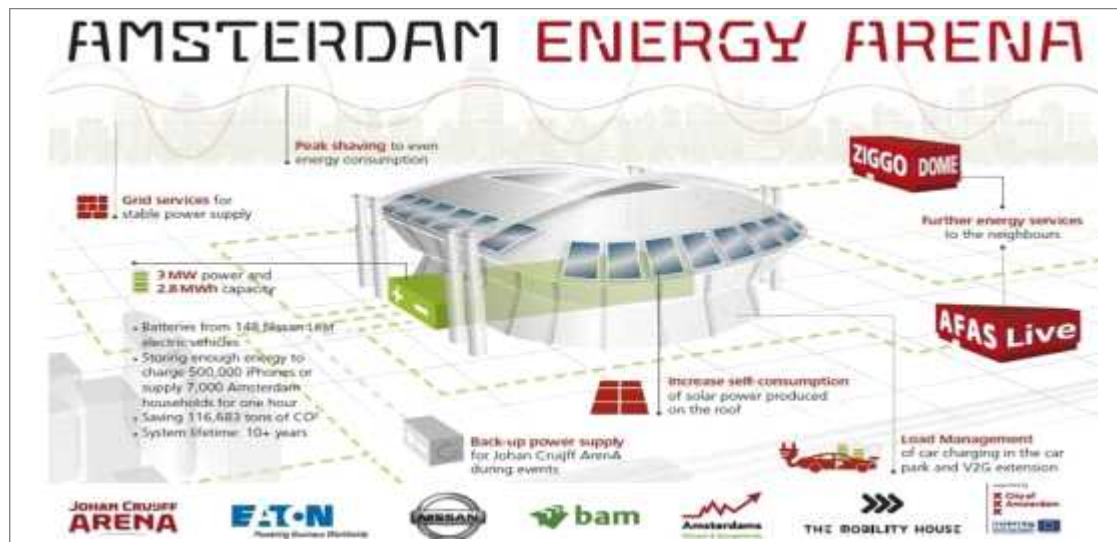 AMSTERDAM ENERGY ARENA
Peak shaving to even
energy consumption
Grid services for
stable power supply
3 MW power and
2.8 MWh capacity
• Batteries from 148 Nissan Leaf
electric vehicles
• Storing enough energy to
charge 500,000 iPhones or
supply 7,000 Amsterdam
households for one hour
• Saving 116,683 tons of CO²
• System lifetime: 10+ years
ZIGGO DOME
Further energy services
to the neighbours
AFAS Live
Increase self-consumption
of solar power produced
on the roof
Back-up power supply
for Johan Cruijff ArenA
during events
Load Management
of car charging in the car
park and V2G extension
JOHAN CRUIJFF
ARENA
EATON
Powering Business Worldwide
NISSAN
bam
Amsterdams
THE MOBILITY HOUSE
City of
Amsterdam